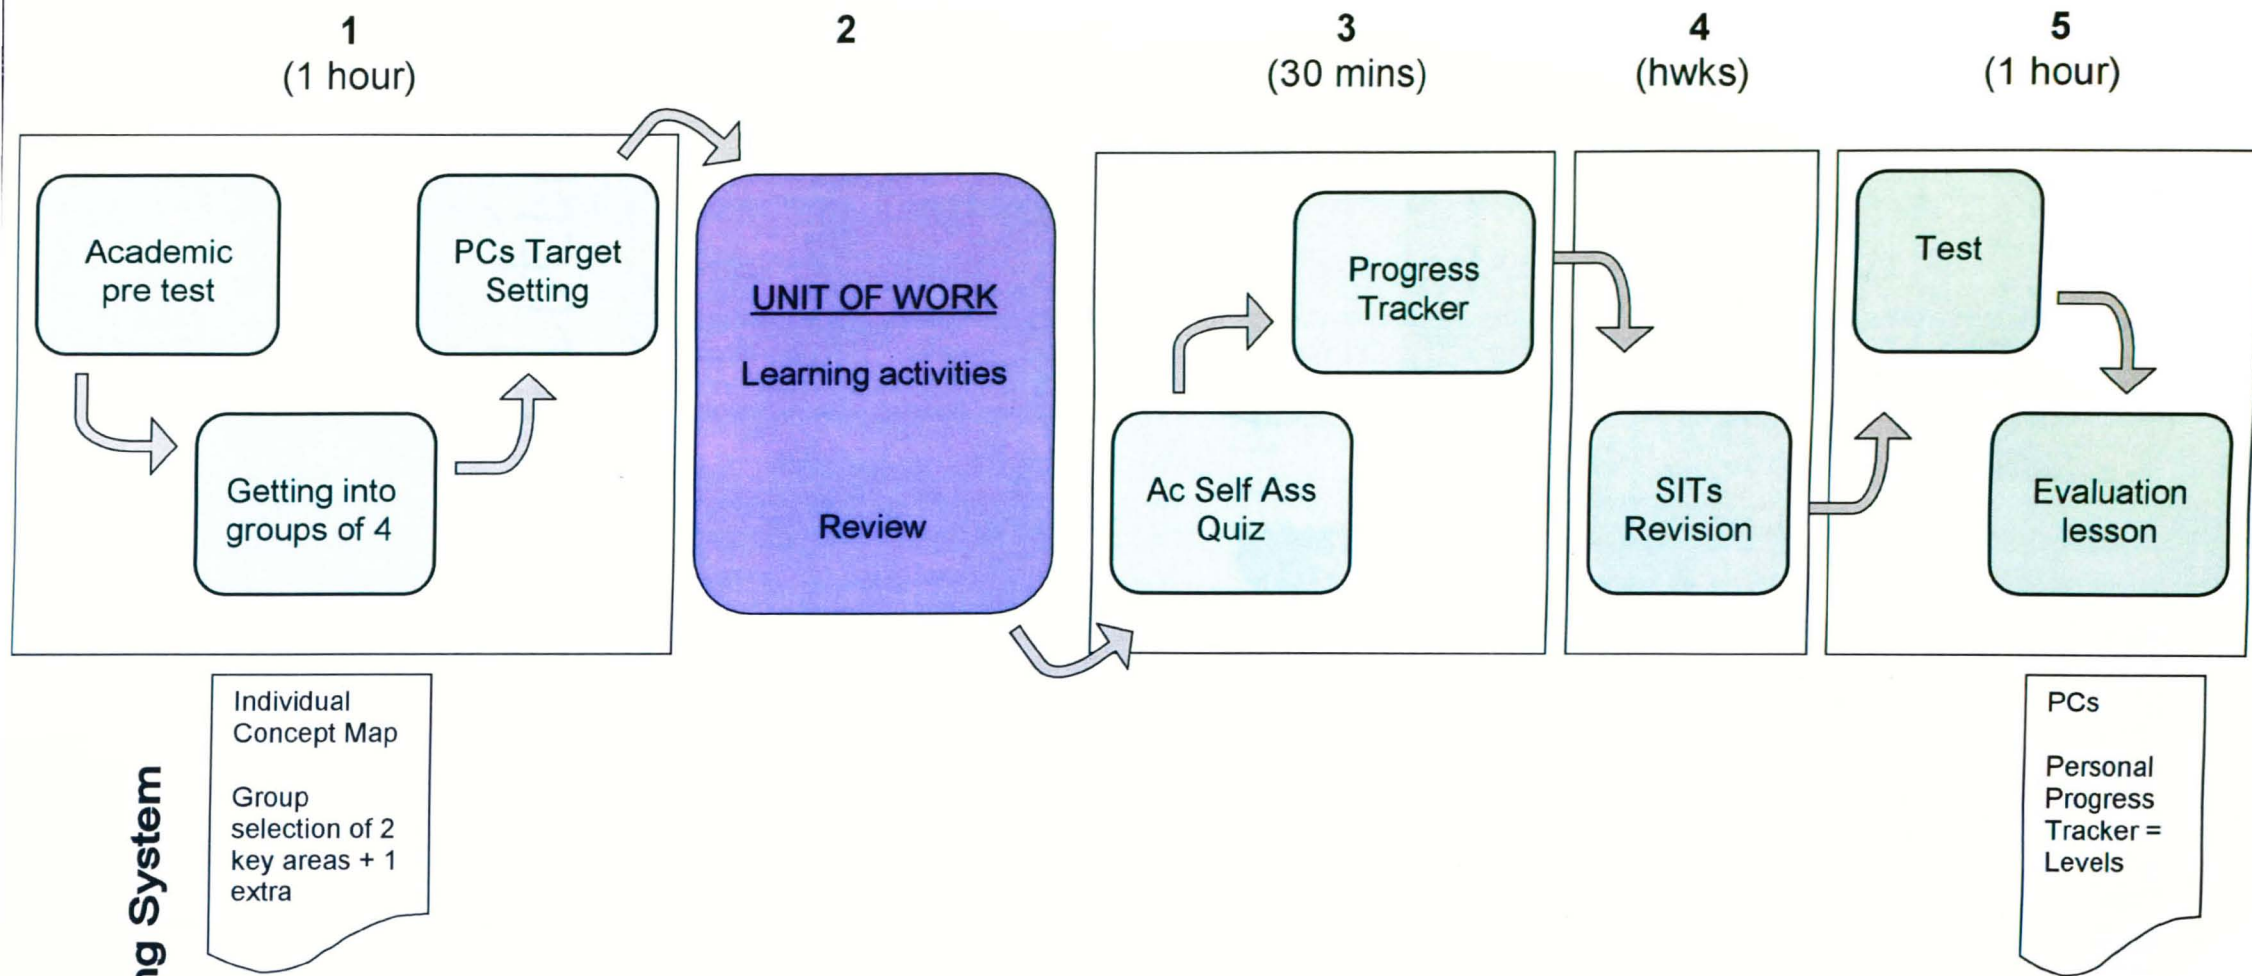 1
(1 hour)
2
3
(30 mins)
4
(hwks)
5
(1 hour)
Academic
pre test
Getting into
groups of 4
PCs Target
Setting
UNIT OF WORK
Learning activities
Review
Ac Self Ass
Quiz
Progress
Tracker
SITs
Revision
Test
Evaluation
lesson
Individual
Concept Map
Group
selection of 2
key areas + 1
extra
PCs
Personal
Progress
Tracker =
Levels
System